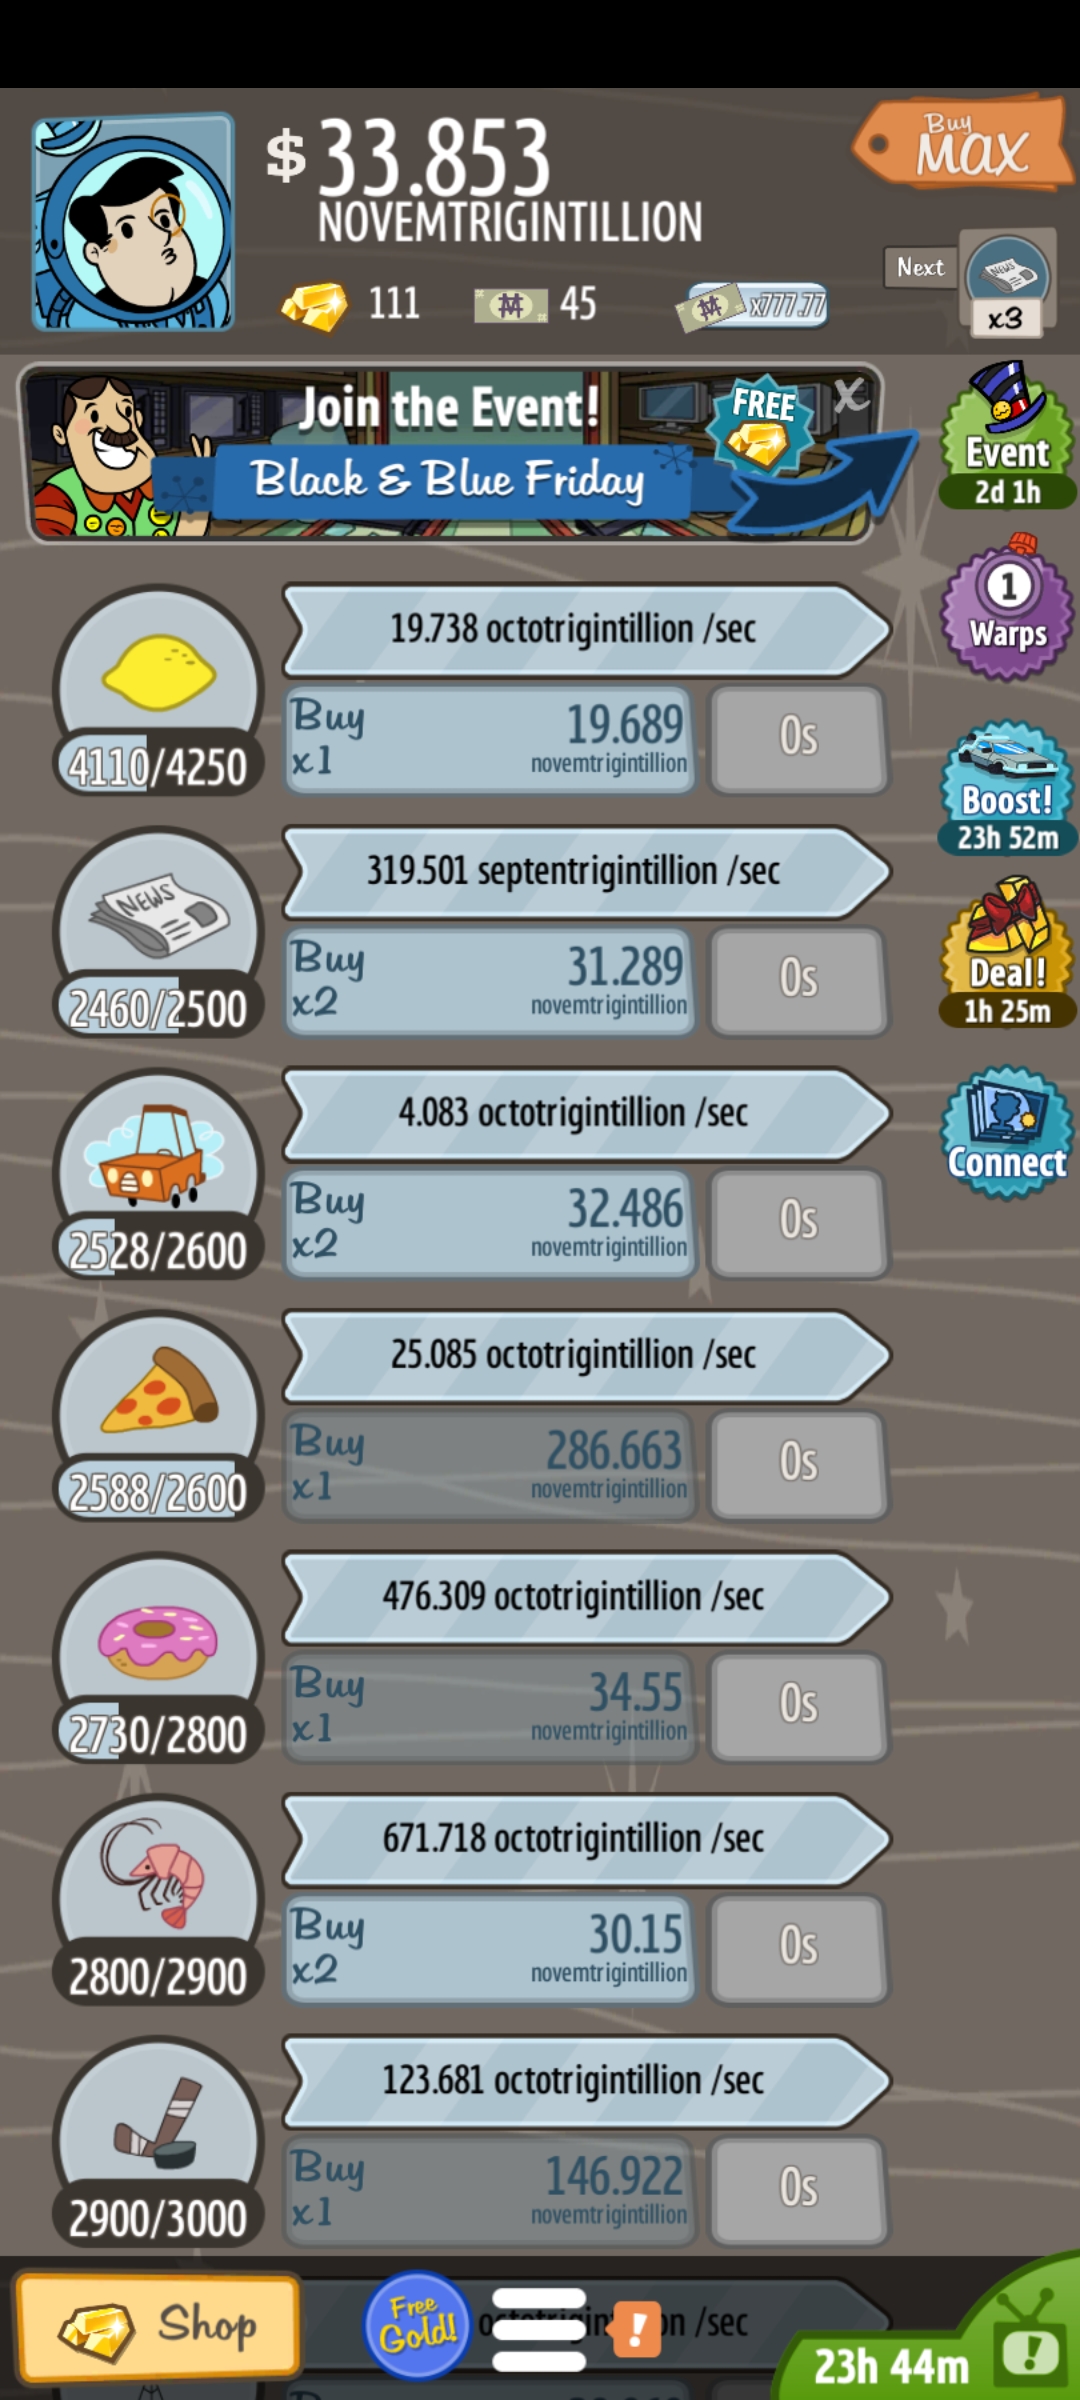 $ 33.853
NOVEMTRIGINTILLION
Buy
MAX
111
45
x777.77
Next
x3
Join the Event!
Black & Blue Friday
FREE
X
Event
2d 1h
19.738 octotrigintillion /sec
Buy
x1
19.689
novemtrigintillion
0s
4110/4250
1
Warps
Boost!
23h 52m
NEWS
319.501 septentrigintillion /sec
Buy
x2
31.289
novemtrigintillion
0s
2460/2500
Deal!
1h 25m
4.083 octotrigintillion /sec
Buy
x2
32.486
novemtrigintillion
0s
2528/2600
Connect
25.085 octotrigintillion /sec
Buy
x1
286.663
novemtrigintillion
0s
2588/2600
476.309 octotrigintillion /sec
Buy
x1
34.55
novemtrigintillion
0s
2730/2800
671.718 octotrigintillion /sec
Buy
x2
30.15
novemtrigintillion
0s
2800/2900
123.681 octotrigintillion /sec
Buy
x1
146.922
novemtrigintillion
0s
2900/3000
Shop
Free
Gold!
!
/sec
23h 44m
!
Buy